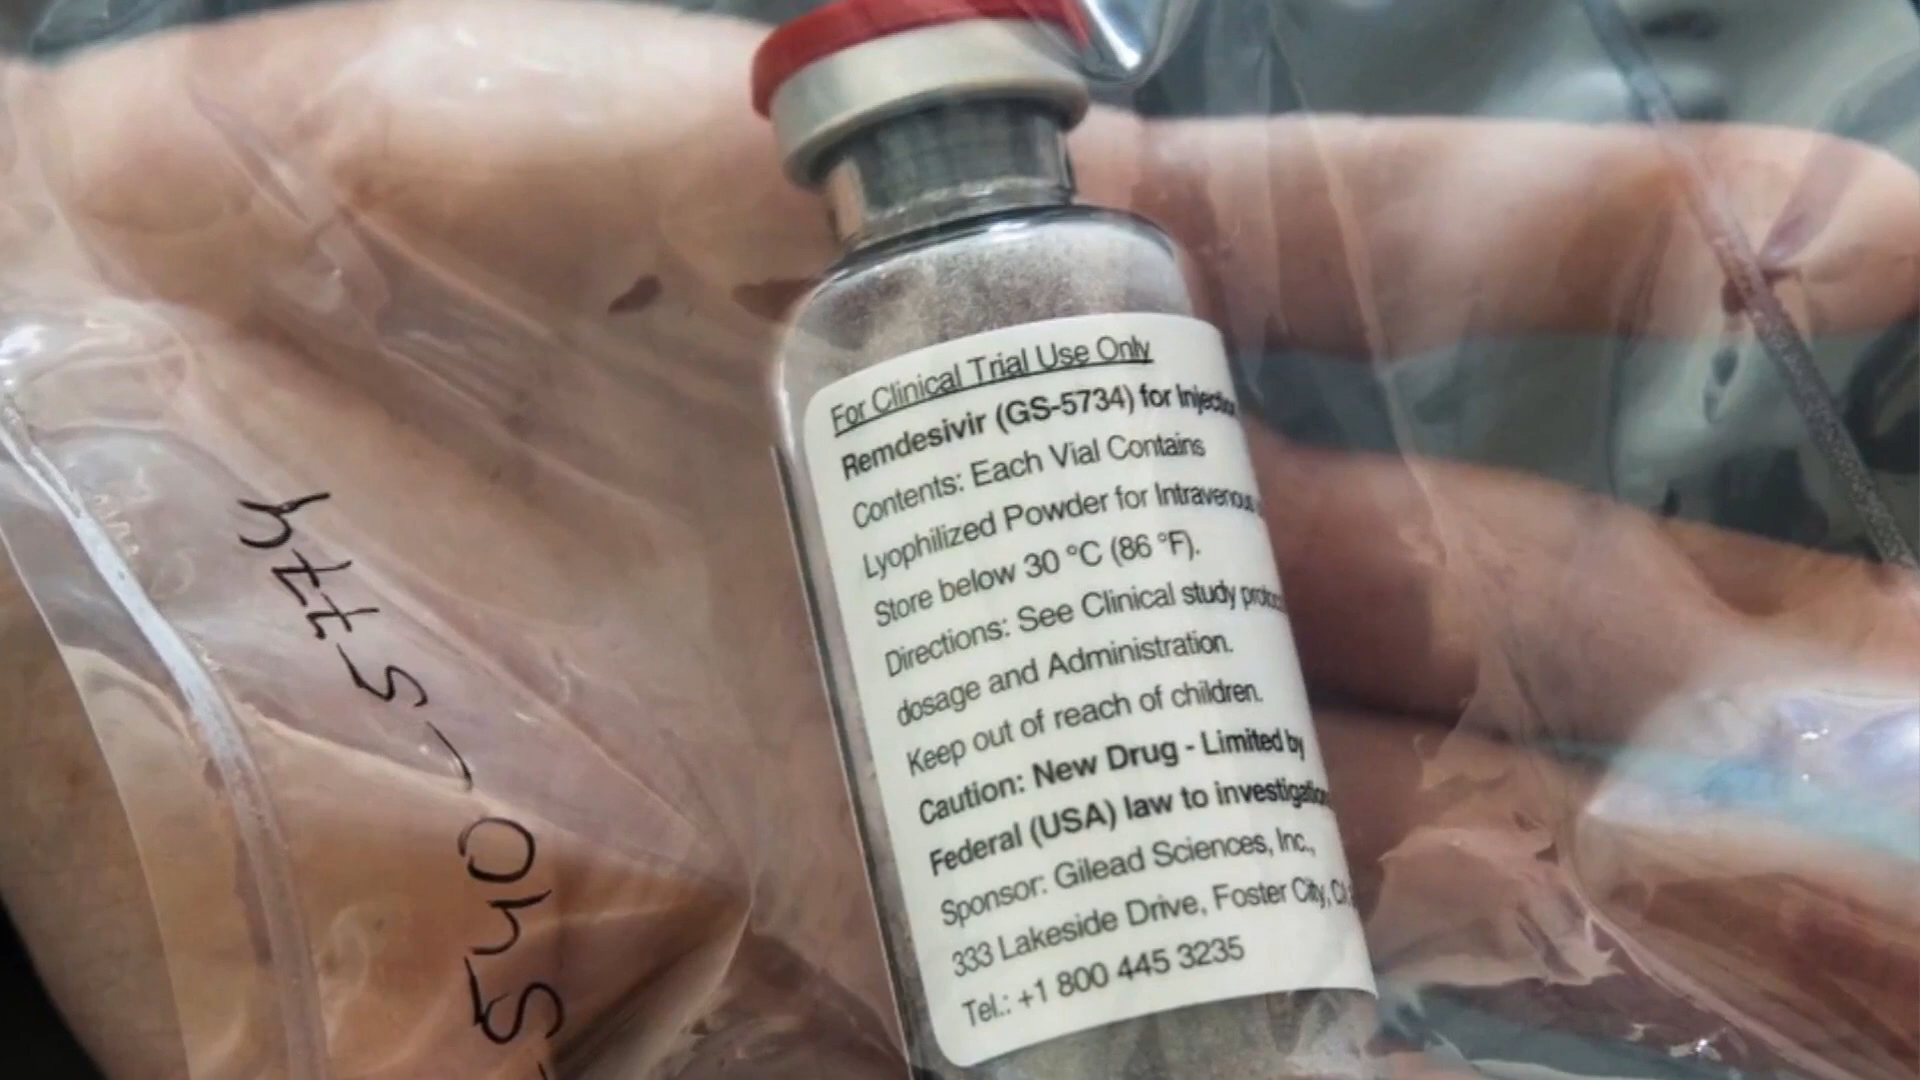 For Clinical Trial Use Only
Remdesivir (GS-5734) for
Contents: Each Vial Contains
Lyophilized Powder for Intravenous
Store below 30 °C (86 °F).
Directions: See Clinical study
dosage and Administration.
Keep out of reach of children.
Caution: New Drug - Limited by
Federal (USA) law to
Sponsor: Gilead Sciences, Inc.,
333 Lakeside Drive, Foster City,
Tel.: +1 800 445 3235